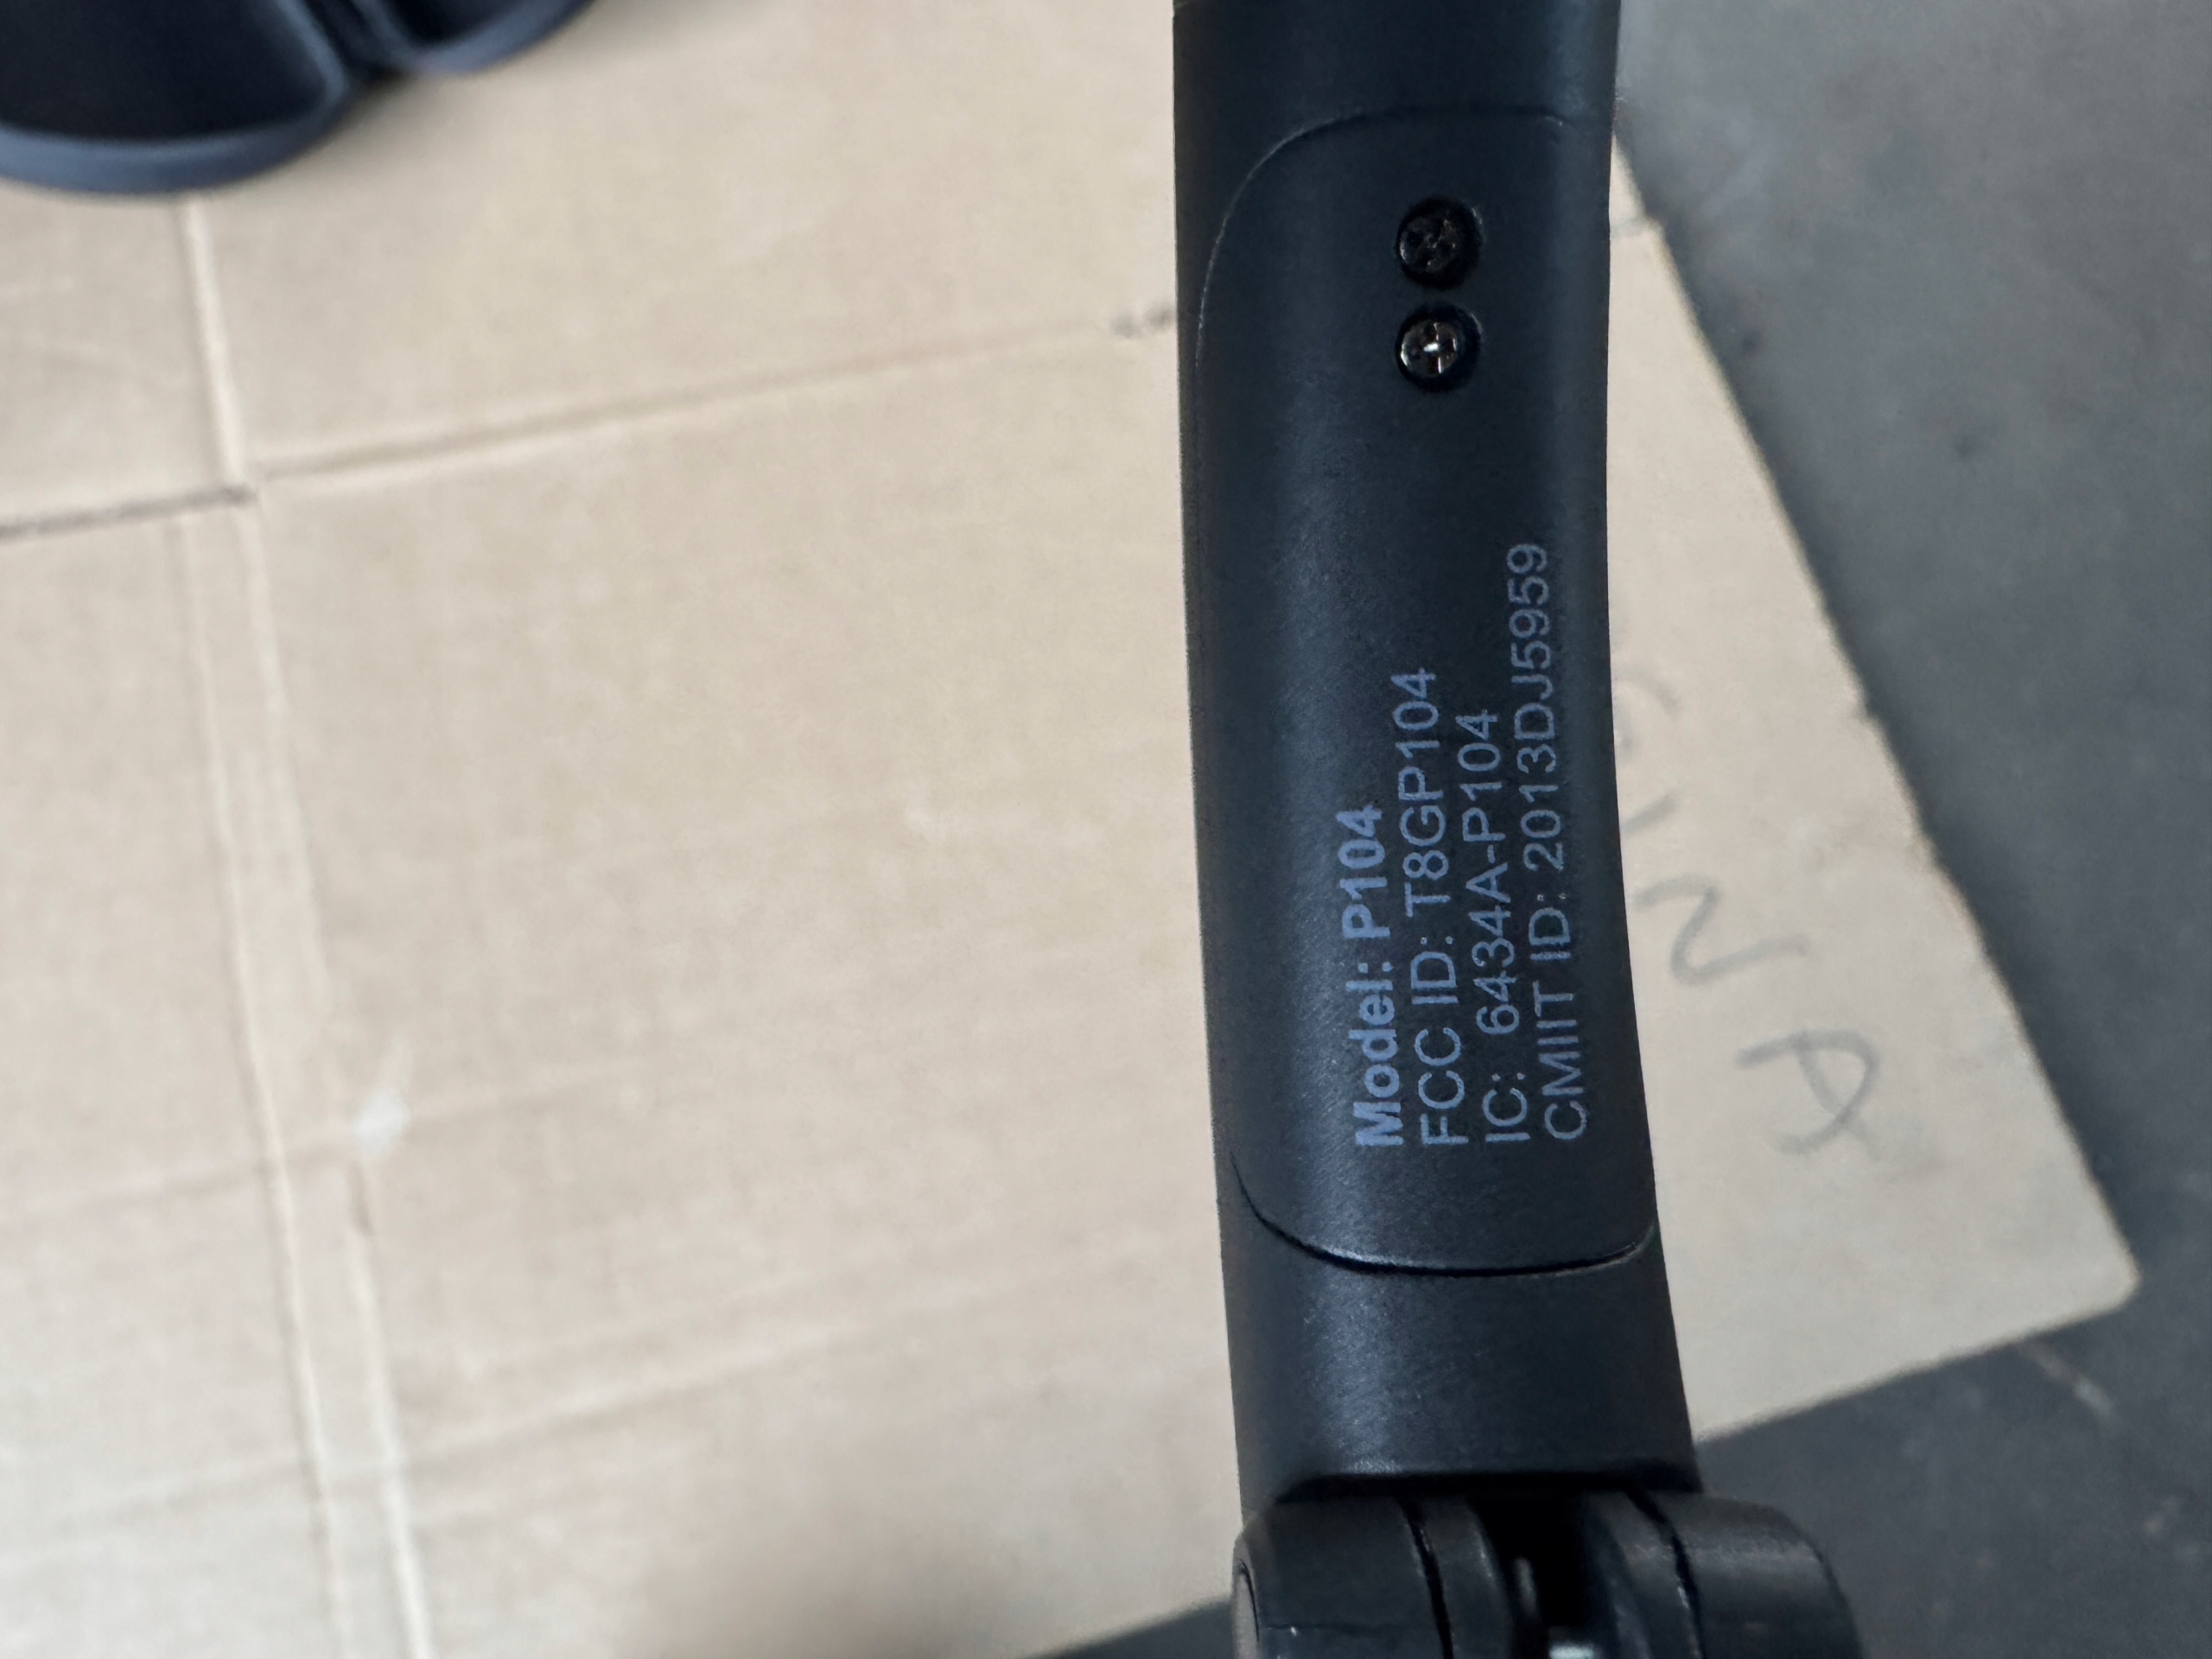 Model: P104
FCC ID: T8GP104
IC: 6434A-P104
CMIIT ID: 2013DJ5959